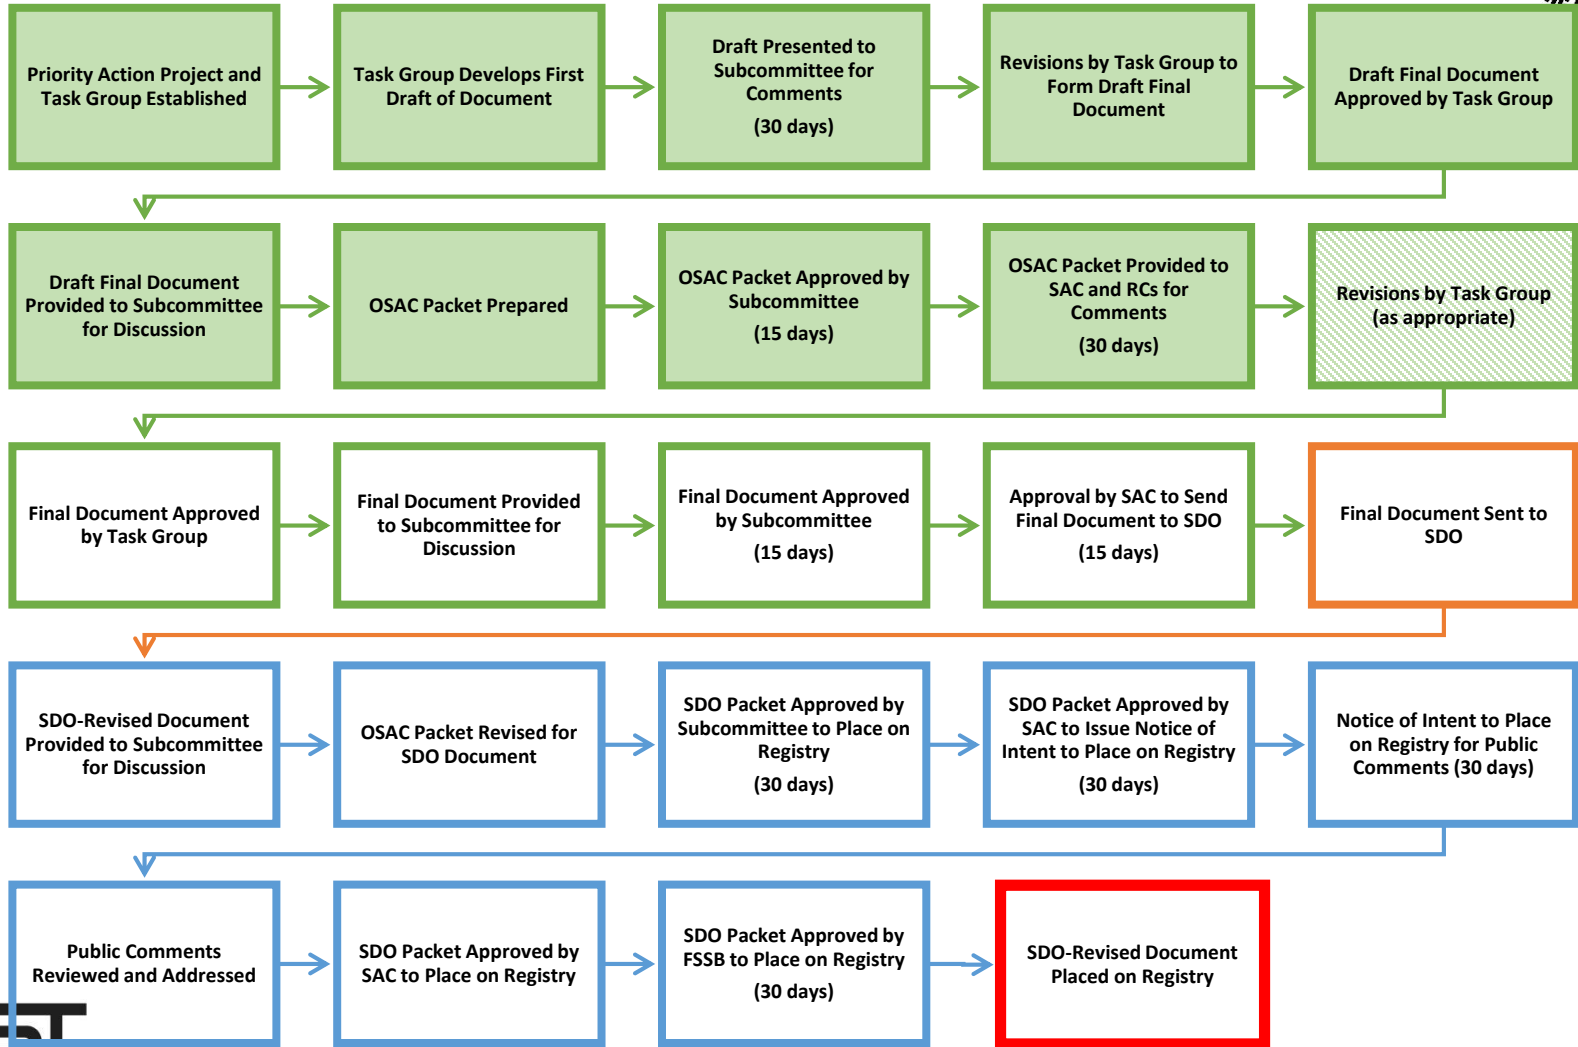 Priority Action Project and
Task Group Established
Task Group Develops First
Draft of Document
Draft Presented to
Subcommittee for
Comments
(30 days)
Revisions by Task Group to
Form Draft Final
Document
Draft Final Document
Approved by Task Group
Draft Final Document
Provided to Subcommittee
for Discussion
OSAC Packet Prepared
OSAC Packet Approved by
Subcommittee
(15 days)
OSAC Packet Provided to
SAC and RCs for
Comments
(30 days)
Revisions by Task Group
(as appropriate)
Final Document Approved
by Task Group
Final Document Provided
to Subcommittee for
Discussion
Final Document Approved
by Subcommittee
(15 days)
Approval by SAC to Send
Final Document to SDO
(15 days)
Final Document Sent to
SDO
SDO-Revised Document
Provided to Subcommittee
for Discussion
OSAC Packet Revised for
SDO Document
SDO Packet Approved by
Subcommittee to Place on
Registry
(30 days)
SDO Packet Approved by
SAC to Issue Notice of
Intent to Place on Registry
(30 days)
Notice of Intent to Place
on Registry for Public
Comments (30 days)
Public Comments
Reviewed and Addressed
SDO Packet Approved by
SAC to Place on Registry
SDO Packet Approved by
FSSB to Place on Registry
(30 days)
SDO-Revised Document
Placed on Registry